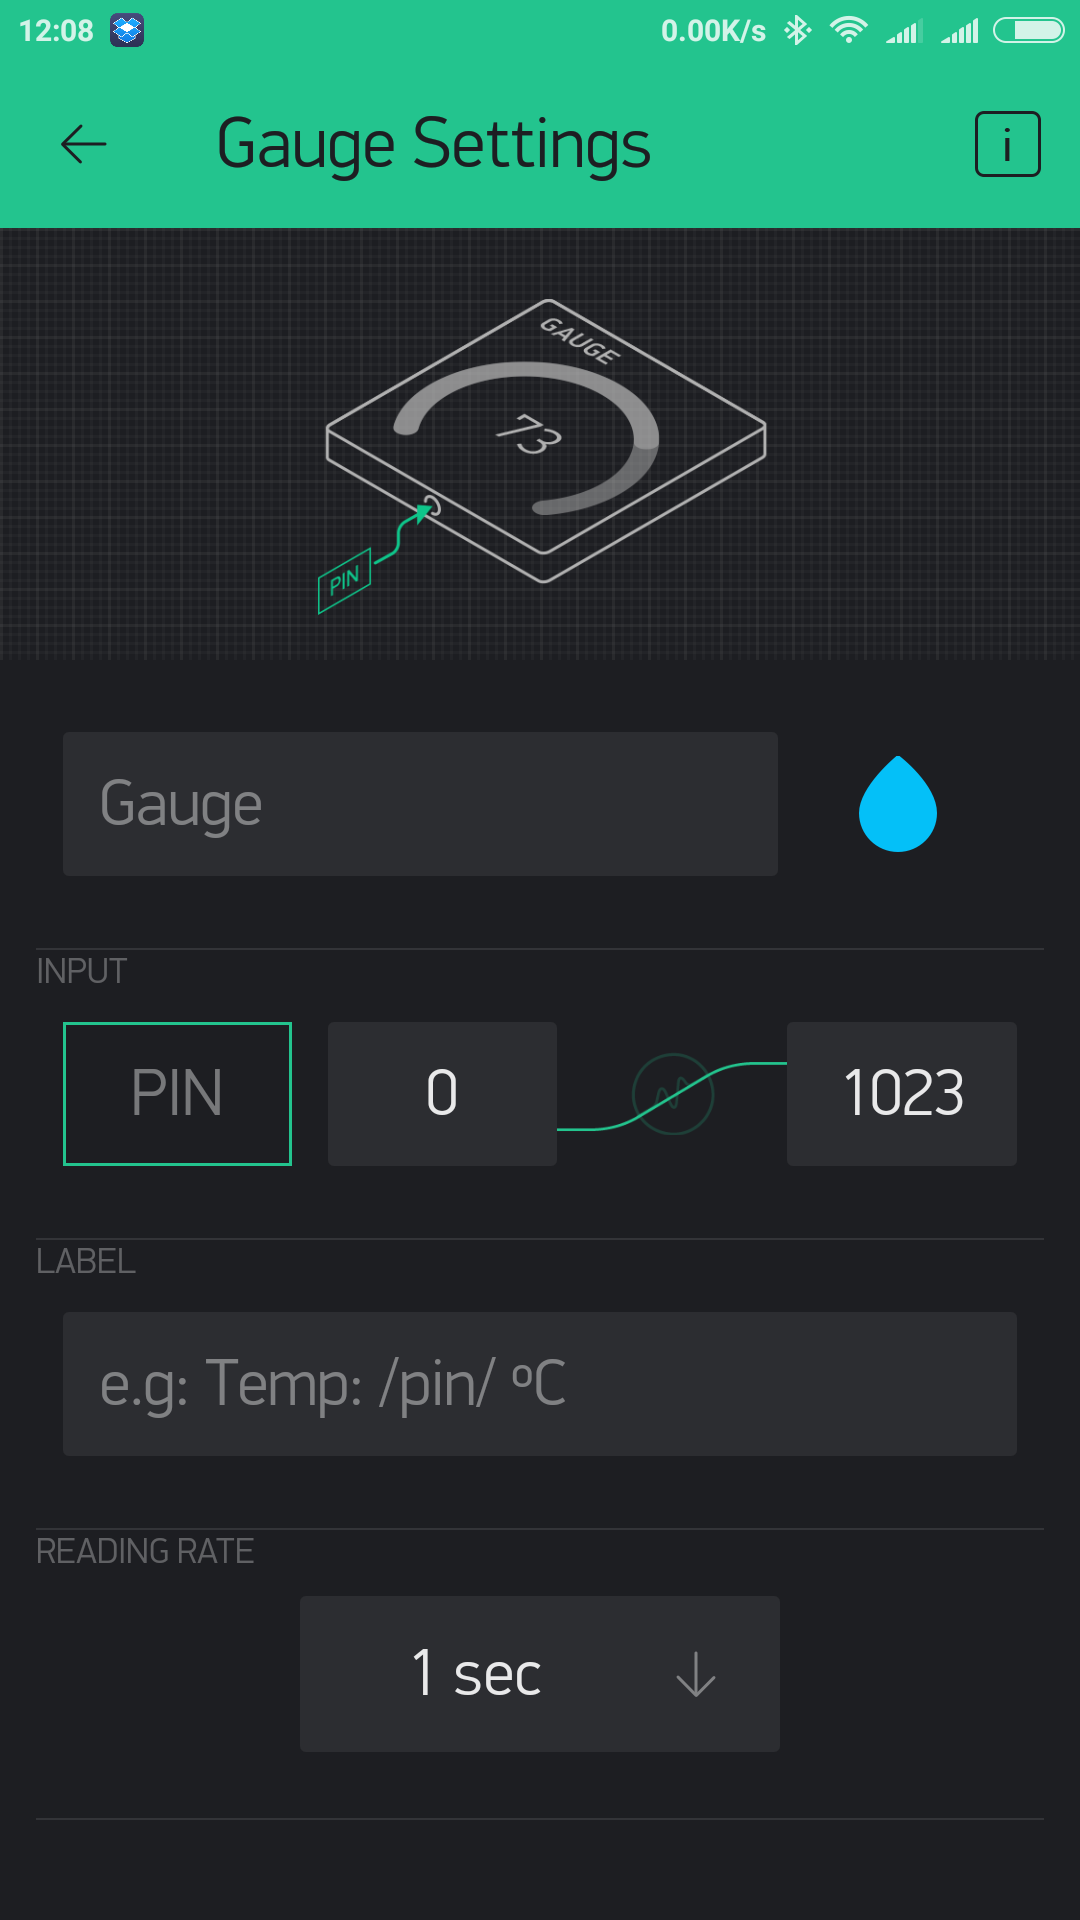 12:08 0.00K/s
Gauge Settings i
GAUGE
73
PIN
Gauge
INPUT
PIN 0 1023
LABEL
e.g: Temp: /pin/ ºC
READING RATE
1 sec